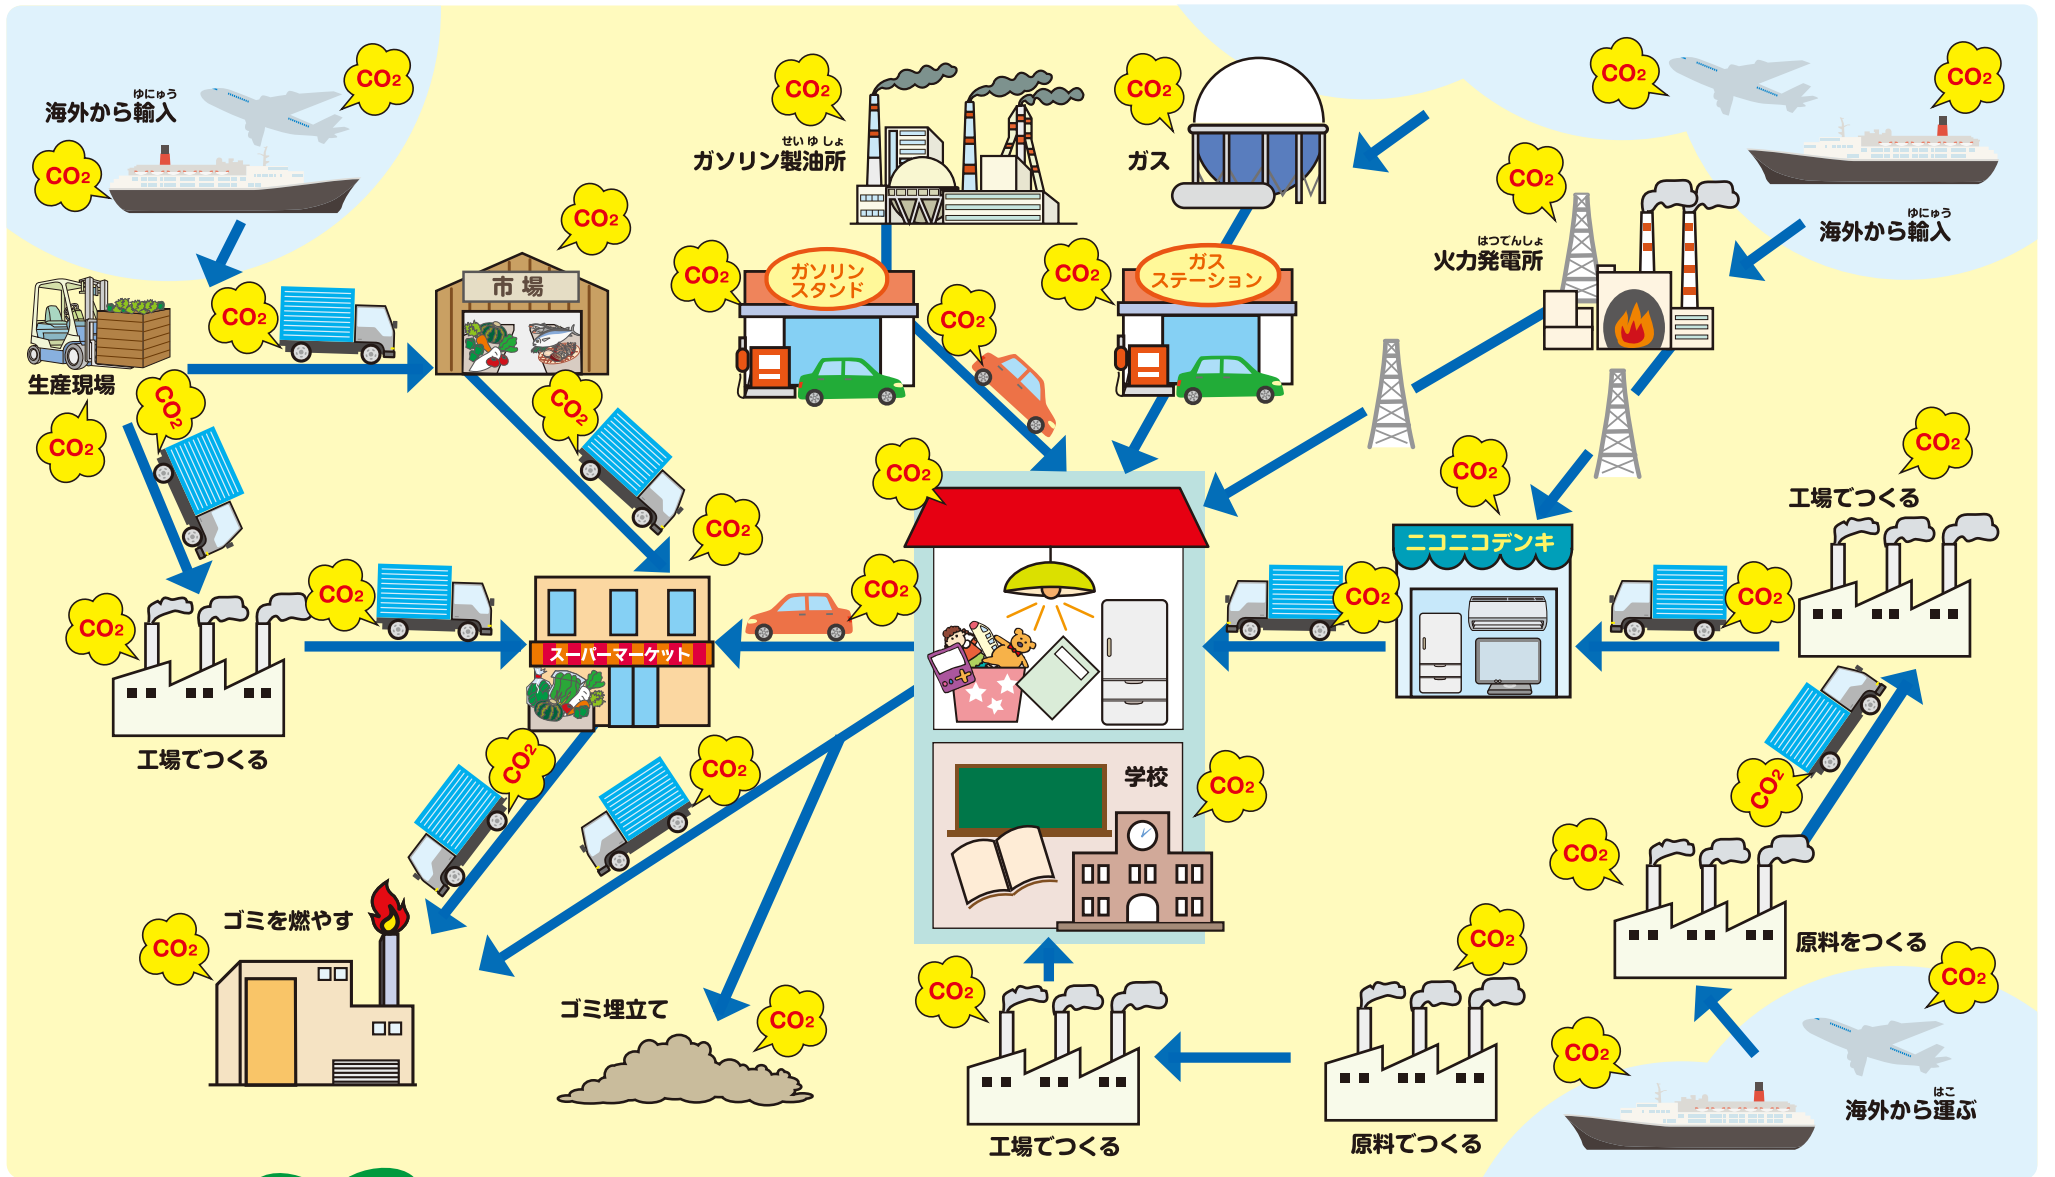 CO2
ゆにゅう
海外から輸入
CO2
CO2
せいゆしょ
ガソリン製油所
CO2
ガス
CO2
CO2
ゆにゅう
海外から輸入
CO2
はつでんしょ
火力発電所
CO2
市場
CO2
生産現場
CO2
CO2
CO2
ガソリン
スタンド
CO2
CO2
ガス
ステーション
CO2
CO2
CO2
CO2
CO2
CO2
工場でつくる
CO2
ニコニコデンキ
CO2
CO2
CO2
CO2
CO2
スーパーマーケット
工場でつくる
CO2
CO2
学校
CO2
CO2
CO2
原料をつくる
ゴミを燃やす
CO2
ゴミ埋立て
CO2
CO2
工場でつくる
CO2
原料でつくる
CO2
CO2
はこ
海外から運ぶ